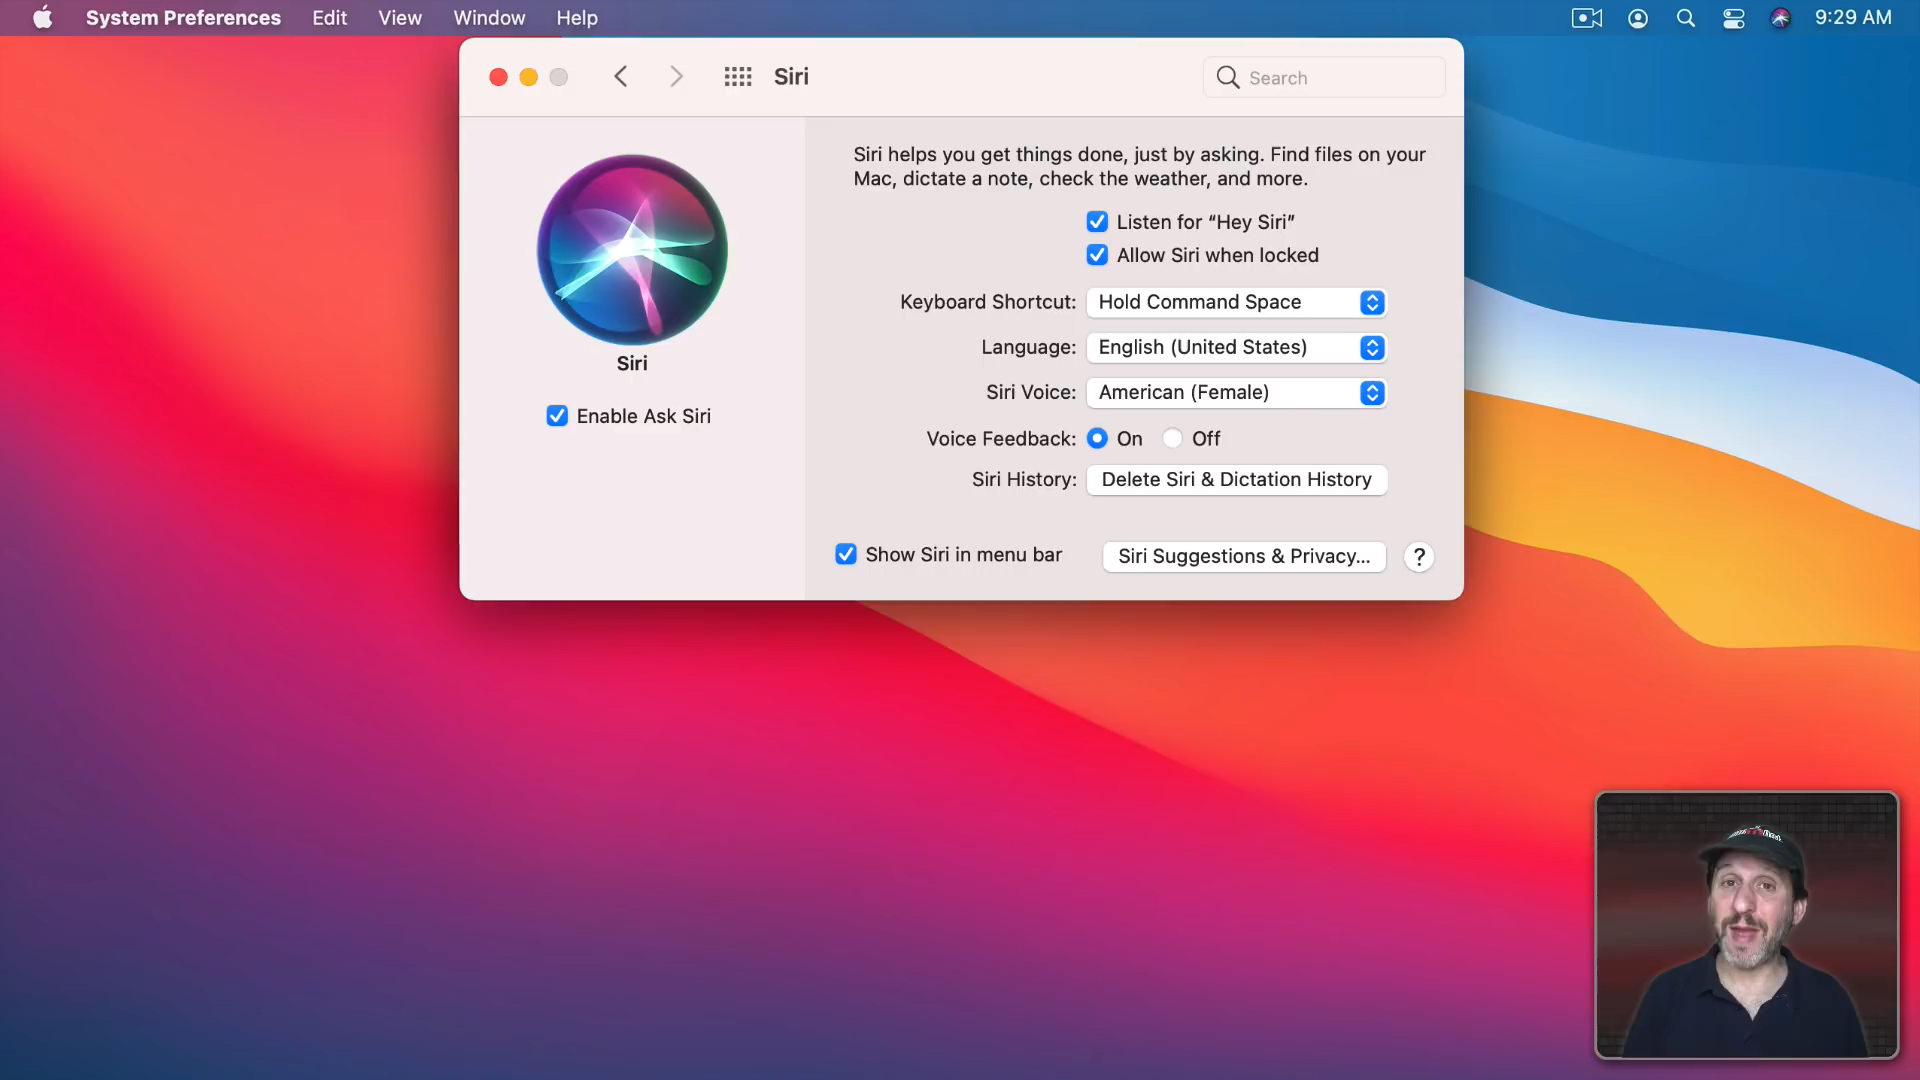 System Preferences Edit View Window Help 9:29 AM
Siri
Search
Siri helps you get things done, just by asking. Find files on your
Mac, dictate a note, check the weather, and more.
Listen for “Hey Siri”
Allow Siri when locked
Keyboard Shortcut: Hold Command Space
Language: English (United States)
Siri Voice: American (Female)
Voice Feedback: On Off
Siri History: Delete Siri & Dictation History
Siri
Enable Ask Siri
Show Siri in menu bar
Siri Suggestions & Privacy...
?